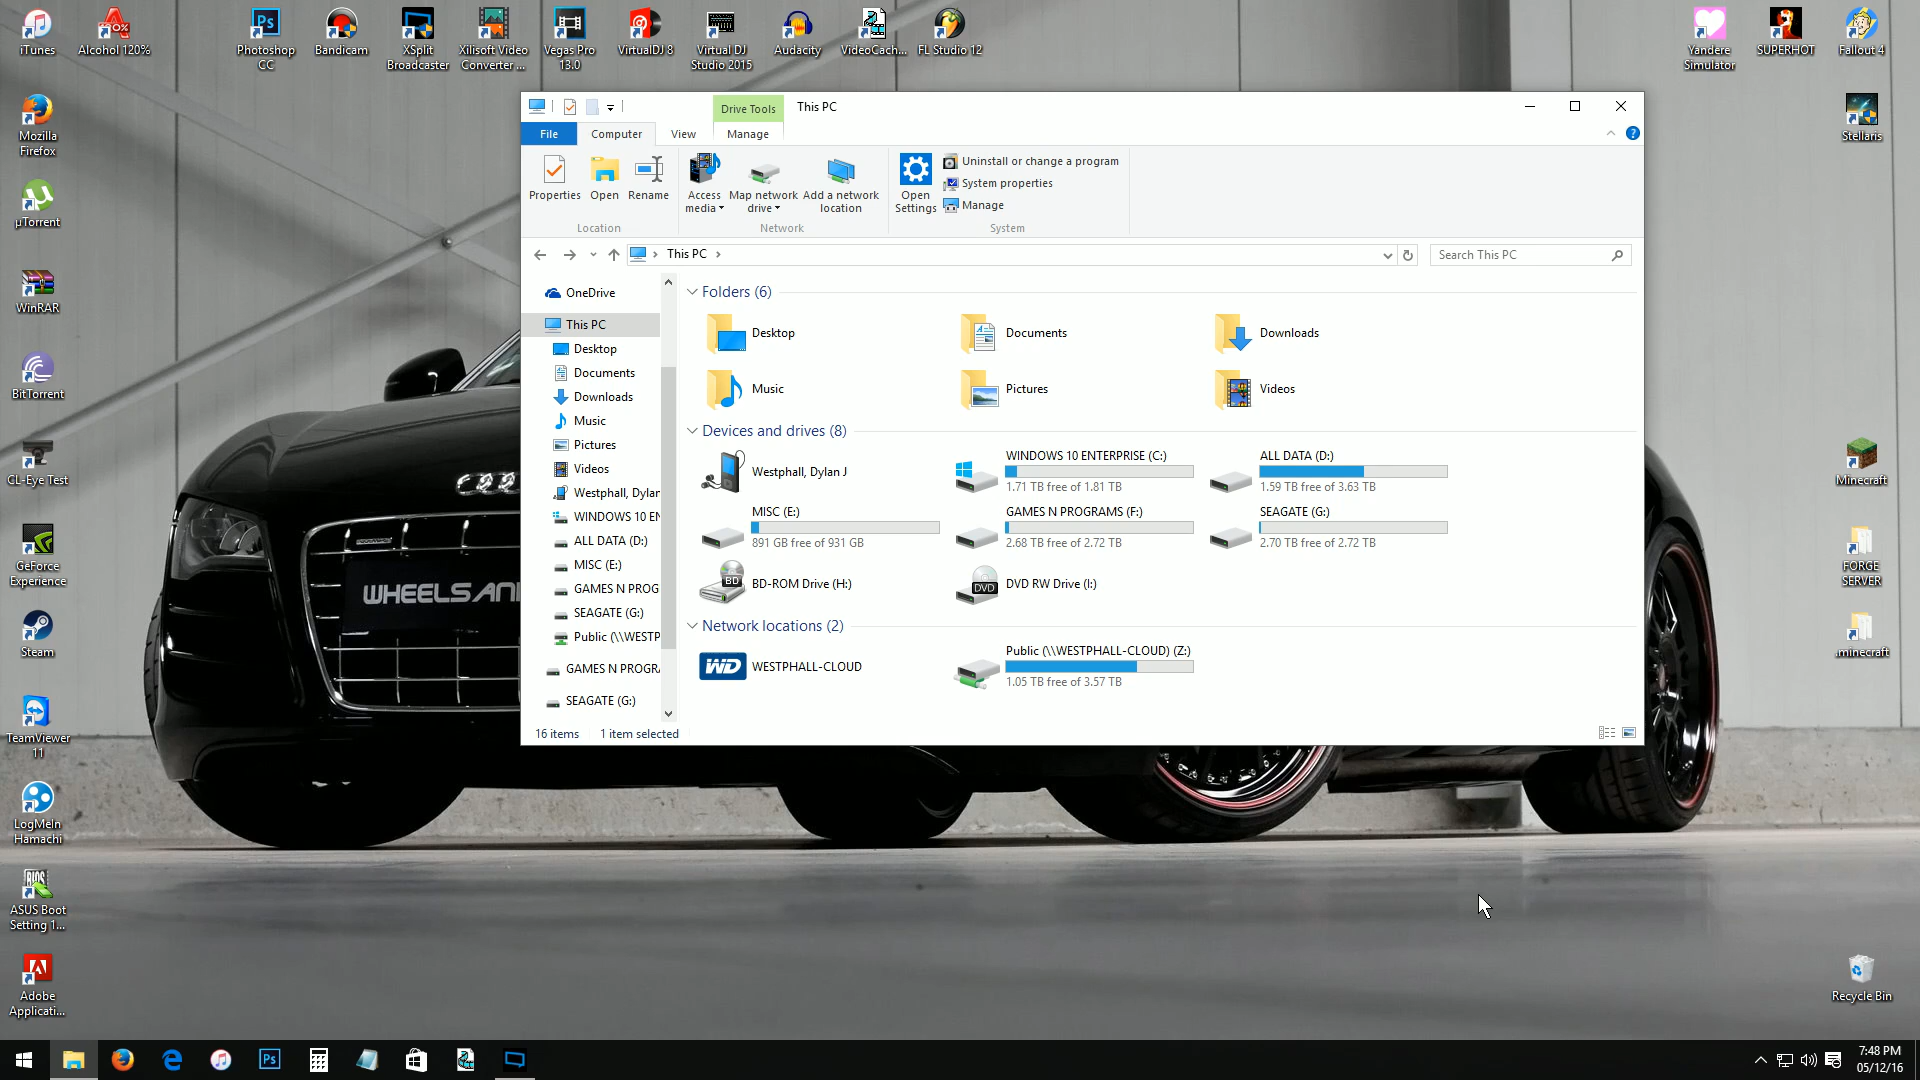 iTunes
Alcohol 120%
Photoshop
CC
Bandicam
XSplit
Broadcaster
Xilisoft Video
Converter ...
Vegas Pro
13.0
VirtualDJ 8
Virtual DJ
Studio 2015
Audacity
VideoCach...
FL Studio 12
Yandere
Simulator
SUPERHOT
Fallout 4
Mozilla
Firefox
µTorrent
WinRAR
BitTorrent
CL-Eye Test
GeForce
Experience
Steam
TeamViewer
11
LogMeIn
Hamachi
ASUS Boot
Setting 1...
Adobe
Applicati...
Stellaris
Minecraft
FORGE
SERVER
.minecraft
Recycle Bin
Drive Tools
This PC
File
Computer
View
Manage
Properties
Open
Rename
Access
media
Map network
drive
Add a network
location
Open
Settings
Uninstall or change a program
System properties
Manage
Location
Network
System
This PC
Search This PC
OneDrive
This PC
Desktop
Documents
Downloads
Music
Pictures
Videos
Westphall, Dylan
WINDOWS 10 EN
ALL DATA (D:)
MISC (E:)
GAMES N PROG
SEAGATE (G:)
Public (\\WESTP
GAMES N PROGRA
SEAGATE (G:)
Folders (6)
Desktop
Documents
Downloads
Music
Pictures
Videos
Devices and drives (8)
Westphall, Dylan J
WINDOWS 10 ENTERPRISE (C:)
1.71 TB free of 1.81 TB
ALL DATA (D:)
1.59 TB free of 3.63 TB
MISC (E:)
891 GB free of 931 GB
GAMES N PROGRAMS (F:)
2.68 TB free of 2.72 TB
SEAGATE (G:)
2.70 TB free of 2.72 TB
BD
BD-ROM Drive (H:)
DVD
DVD RW Drive (I:)
Network locations (2)
WD
WESTPHALL-CLOUD
Public (\\WESTPHALL-CLOUD) (Z:)
1.05 TB free of 3.57 TB
16 items
1 item selected
WHEELSAN
Ps
7:48 PM
05/12/16